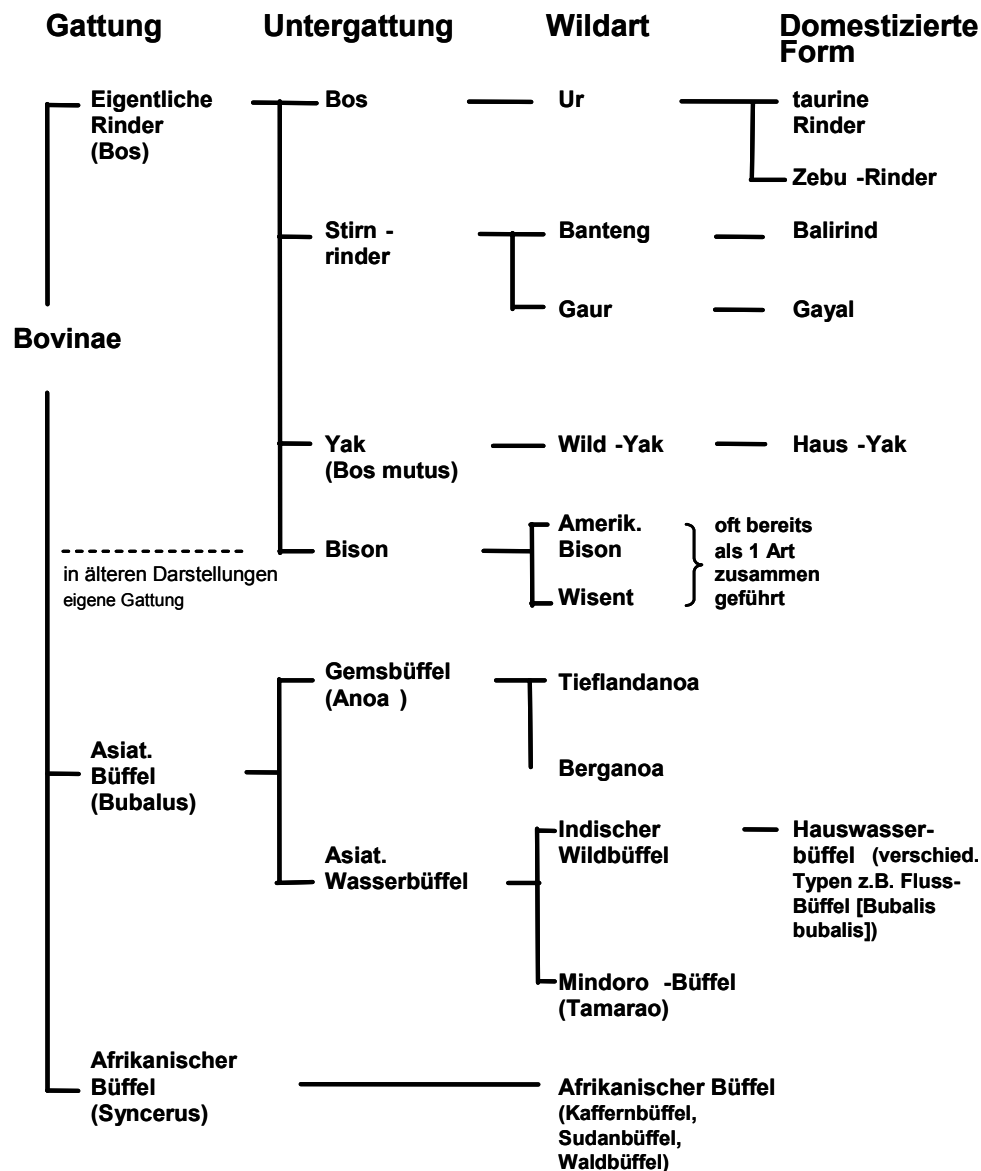 Gattung
Untergattung
Wildart
Domestizierte
Form
Eigentliche
Rinder
(Bos)
Bos
Ur
taurine
Rinder
Zebu -Rinder
Stirn -
rinder
Banteng
Balirind
Gaur
Gayal
Bovinae
Yak
(Bos mutus)
Wild -Yak
Haus -Yak
in älteren Darstellungen
eigene Gattung
Bison
Amerik.
Bison
Wisent
oft bereits
als 1 Art
zusammen
geführt
Gemsbüffel
(Anoa )
Tieflandanoa
Berganoa
Asiat.
Büffel
(Bubalus)
Asiat.
Wasserbüffel
Indischer
Wildbüffel
Hauswasser-
büffel (verschied.
Typen z.B. Fluss-
Büffel [Bubalis
bubalis])
Mindoro -Büffel
(Tamarao)
Afrikanischer
Büffel
(Syncerus)
Afrikanischer Büffel
(Kaffernbüffel,
Sudanbüffel,
Waldbüffel)